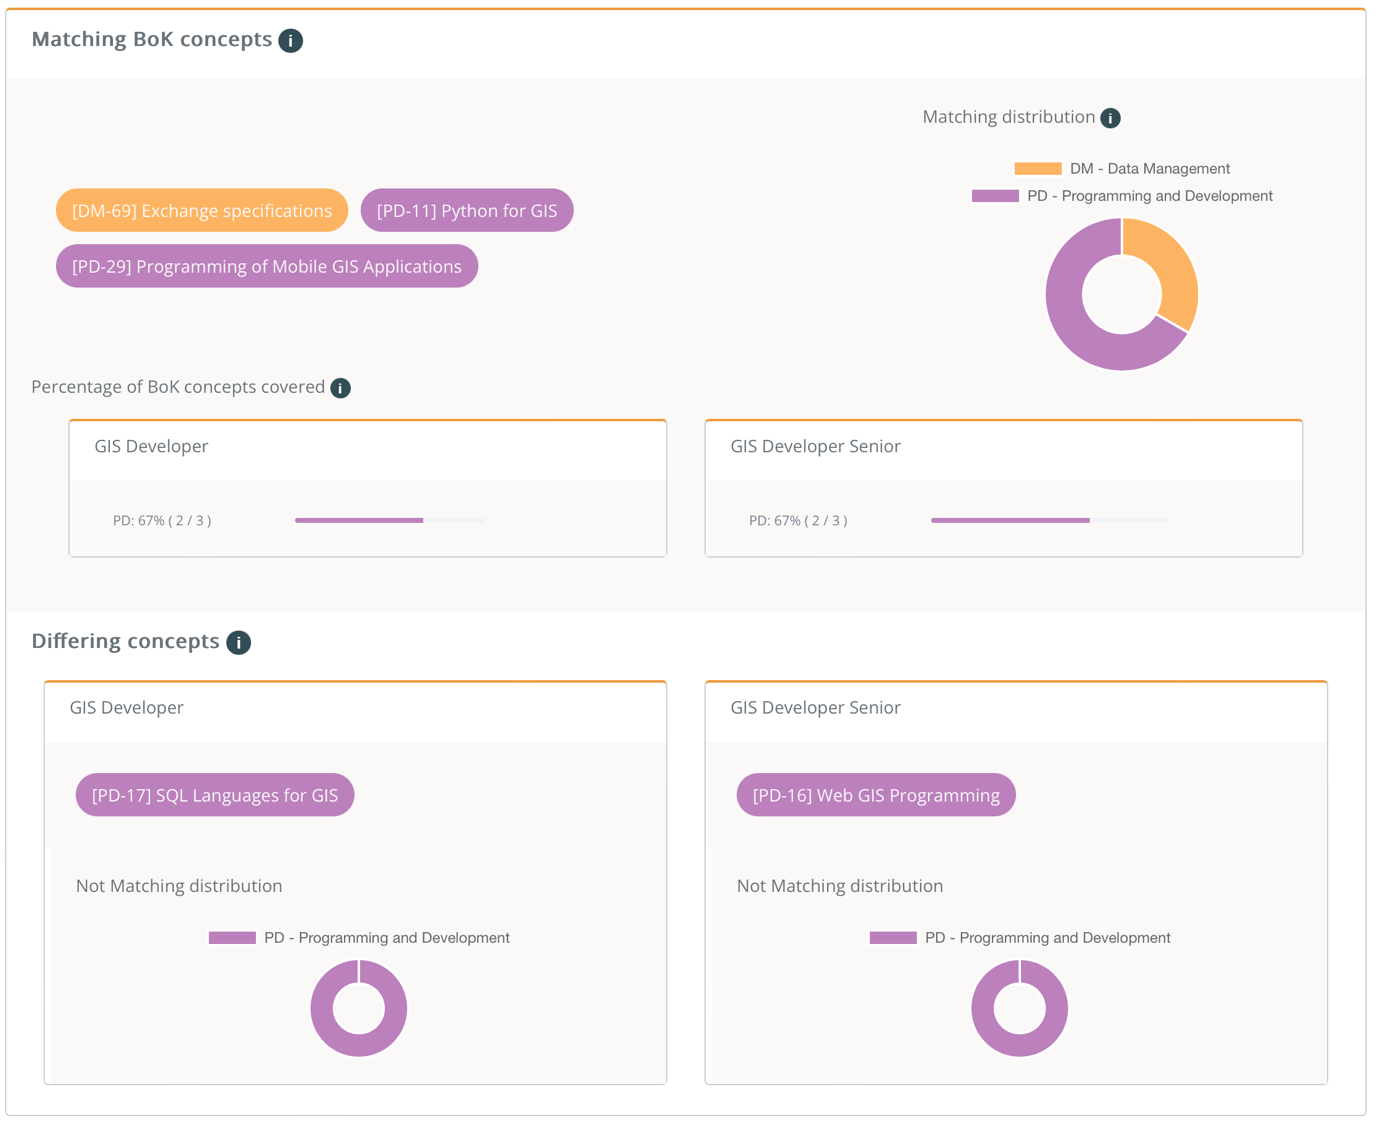 Matching BoK concepts i
Matching distribution i
DM - Data Management
PD - Programming and Development
[DM-69] Exchange specifications [PD-11] Python for GIS
[PD-29] Programming of Mobile GIS Applications
Percentage of BoK concepts covered i
GIS Developer
PD: 67% ( 2 / 3 )
GIS Developer Senior
PD: 67% ( 2 / 3 )
Differing concepts i
GIS Developer
[PD-17] SQL Languages for GIS
Not Matching distribution
PD - Programming and Development
GIS Developer Senior
[PD-16] Web GIS Programming
Not Matching distribution
PD - Programming and Development